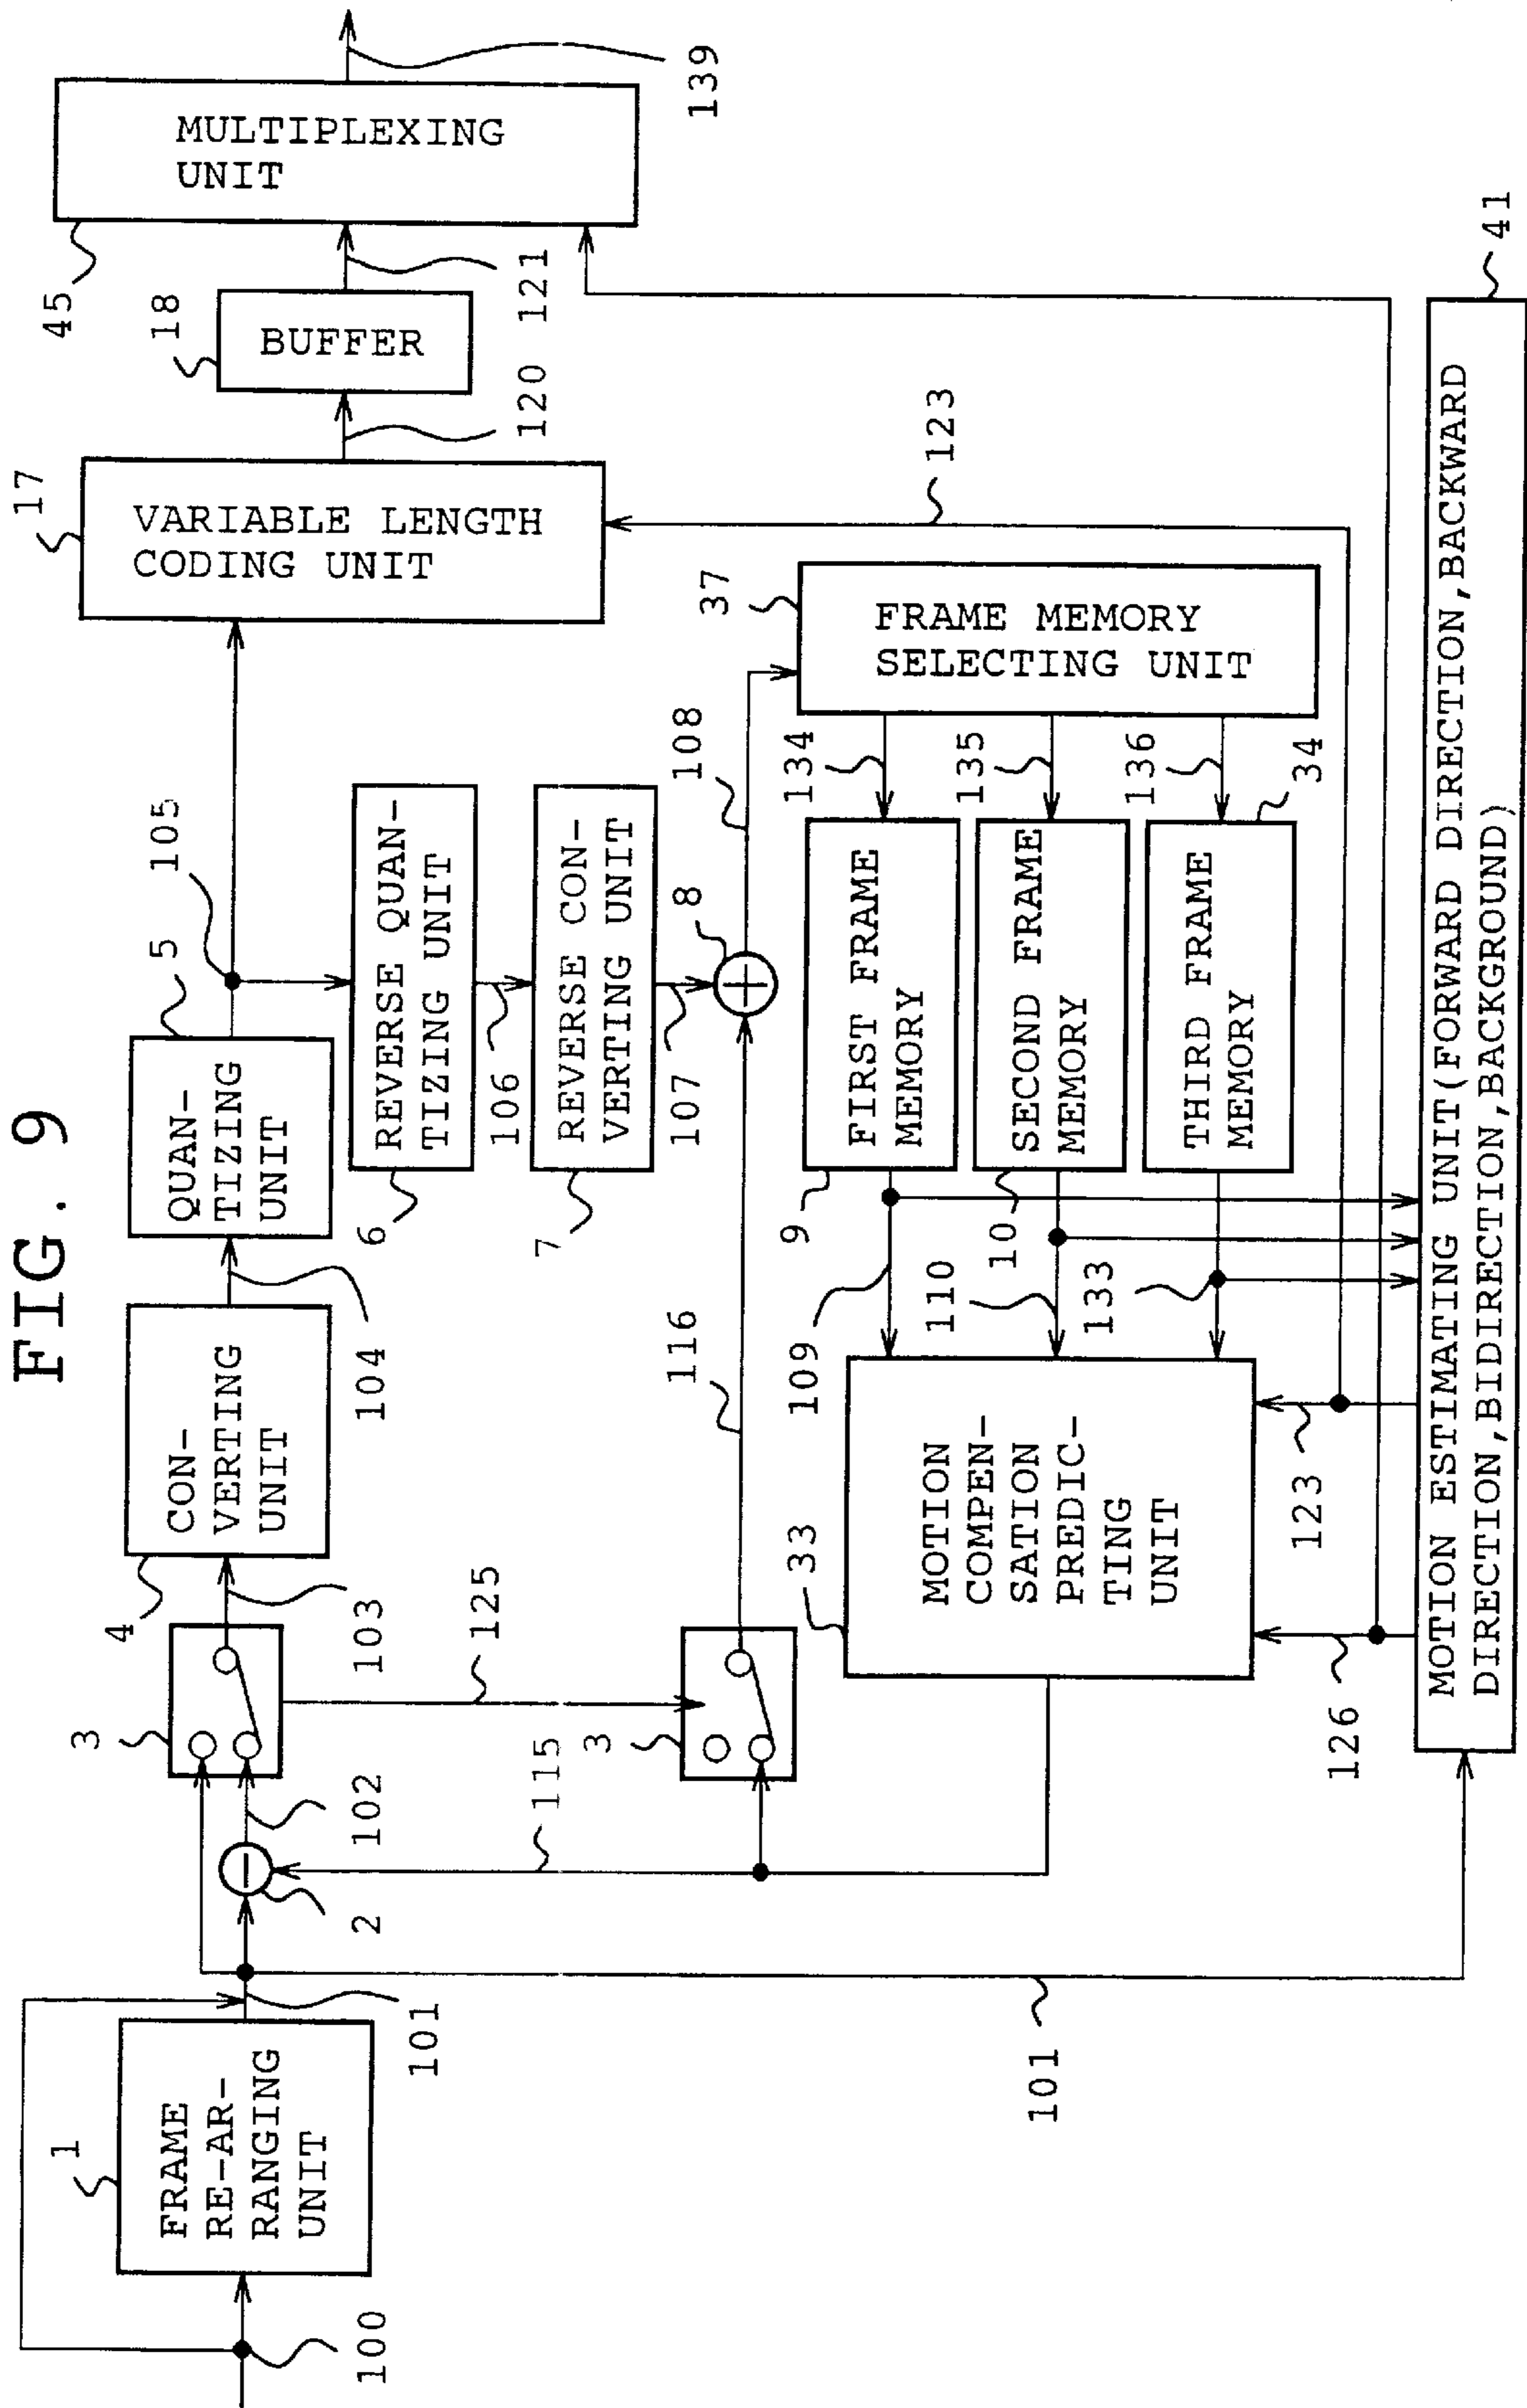 FIG. 9
100
1
FRAME
RE-AR-
RANGING
UNIT
101
2
102
3
103
4
CON-
VERTING
UNIT
104
5
QUAN-
TIZING
UNIT
105
17
VARIABLE LENGTH
CODING UNIT
120
18
BUFFER
121
45
MULTIPLEXING
UNIT
139
125
6
REVERSE QUAN-
TIZING UNIT
106
7
REVERSE CON-
VERTING UNIT
107
8
108
115
3
116
37
FRAME MEMORY
SELECTING UNIT
123
134
135
136
34
9
FIRST FRAME
MEMORY
10
SECOND FRAME
MEMORY
THIRD FRAME
MEMORY
109
110
133
33
MOTION
COMPEN-
SATION
PREDIC-
TING
UNIT
101
126
123
41
MOTION ESTIMATING UNIT(FORWARD DIRECTION,BACKWARD
DIRECTION,BIDIRECTION,BACKGROUND)